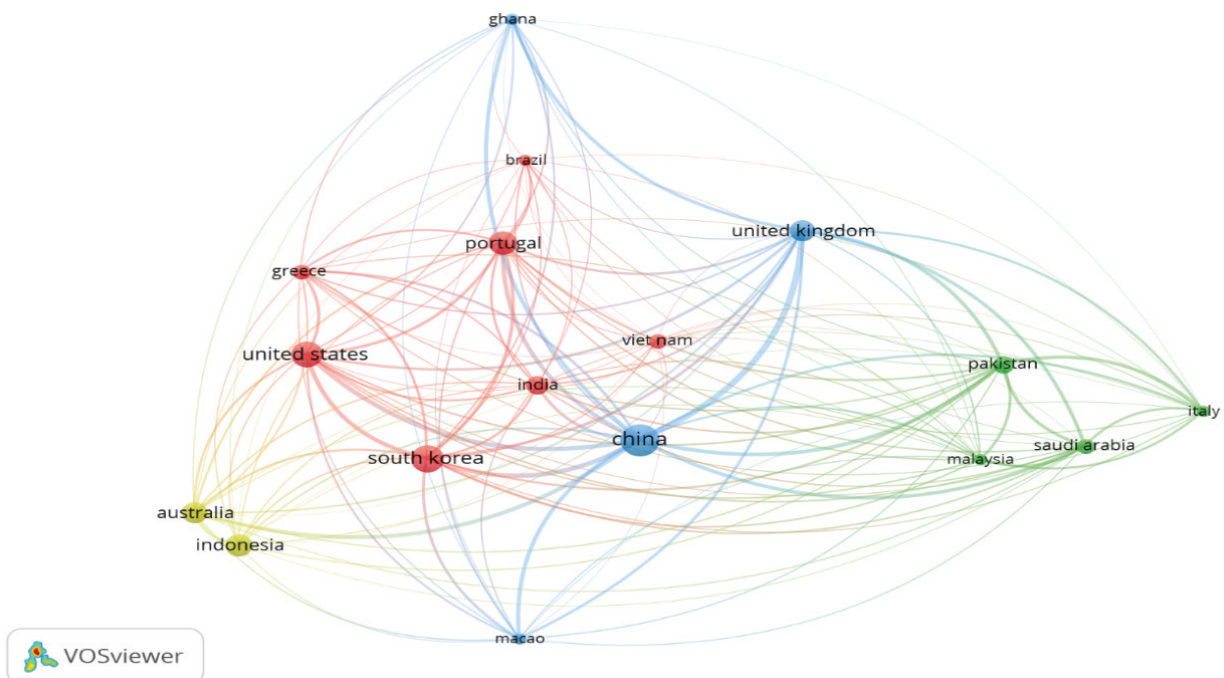 ghana
brazil
united kingdom
portugal
greece
viet nam
united states
pakistan
india
italy
china
saudi arabia
south korea
malaysia
australia
indonesia
macao
VOSviewer